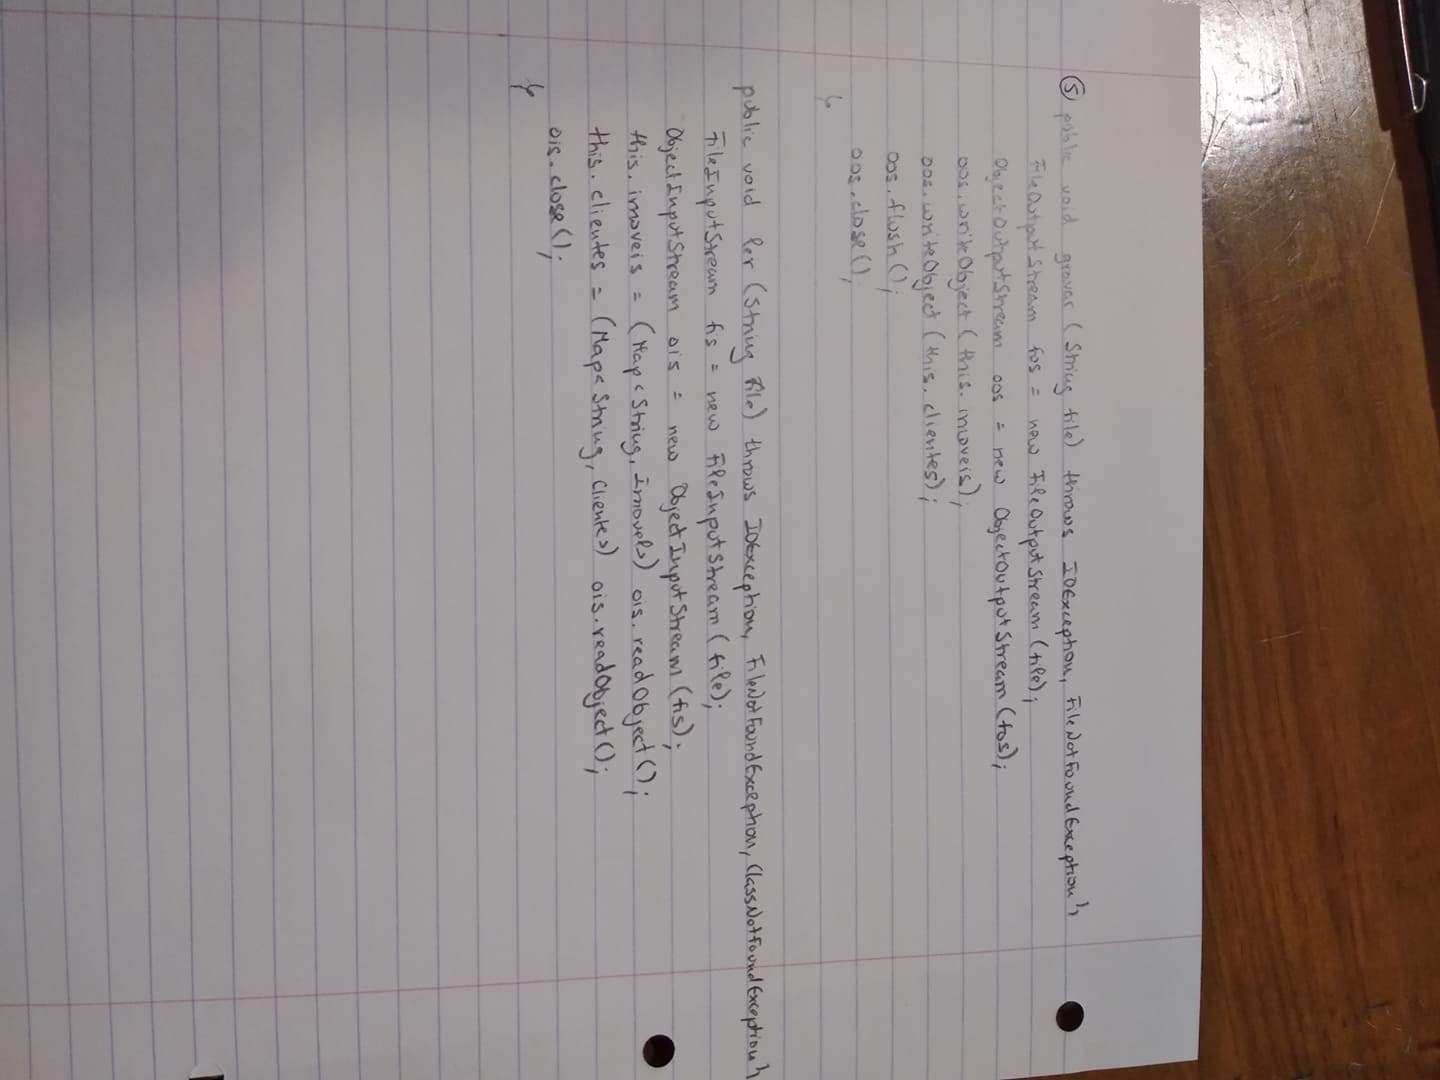 ⑤ public void gravar (String file) throws IOException, FileNotFoundException {
FileOutputStream fos = new FileOutputStream (file);
ObjectOutputStream oos = new ObjectOutputStream (fos);
oos.writeObject (this.imoveis);
oos.writeObject (this.clientes);
oos.flush ();
oos.close ();
}
public void ler (String file) throws IOException, FileNotFoundException, ClassNotFoundException {
FileInputStream fis = new FileInputStream (file);
ObjectInputStream ois = new ObjectInputStream (fis);
this.imoveis = (Map<String, Imovel>) ois.readObject ();
this.clientes = (Map<String, Cliente>) ois.readObject ();
ois.close ();
}